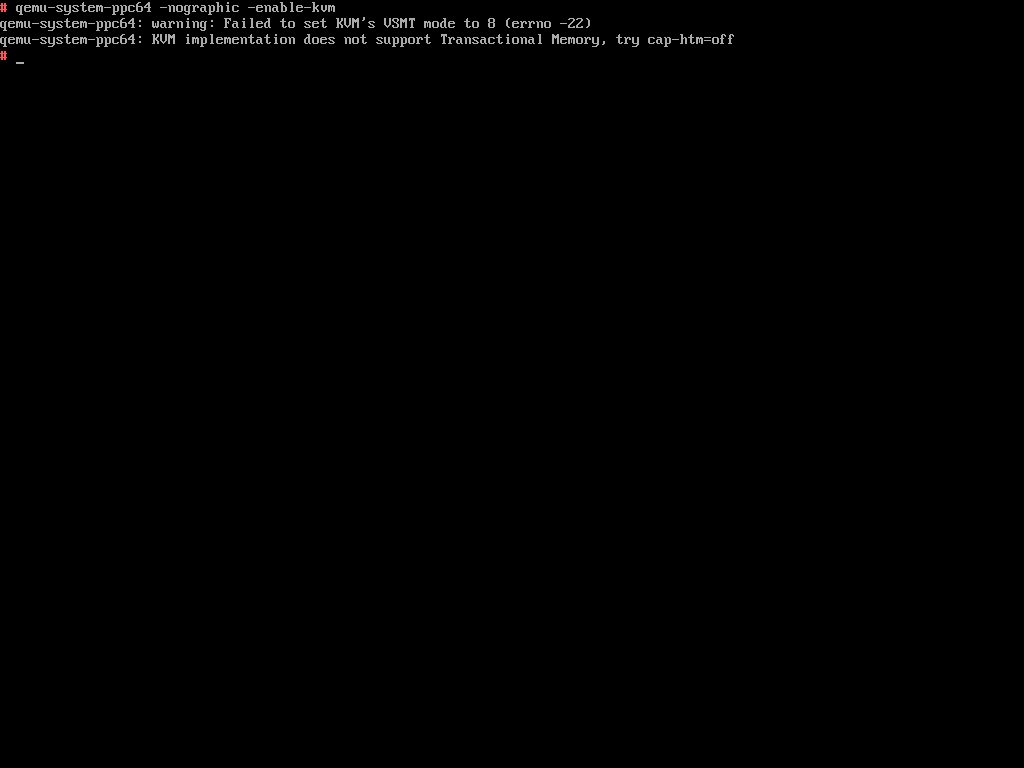 # qemu-system-ppc64 -nographic -enable-kvm
qemu-system-ppc64: warning: Failed to set KVM's VSMT mode to 8 (errno -22)
qemu-system-ppc64: KVM implementation does not support Transactional Memory, try cap-htm=off
# _